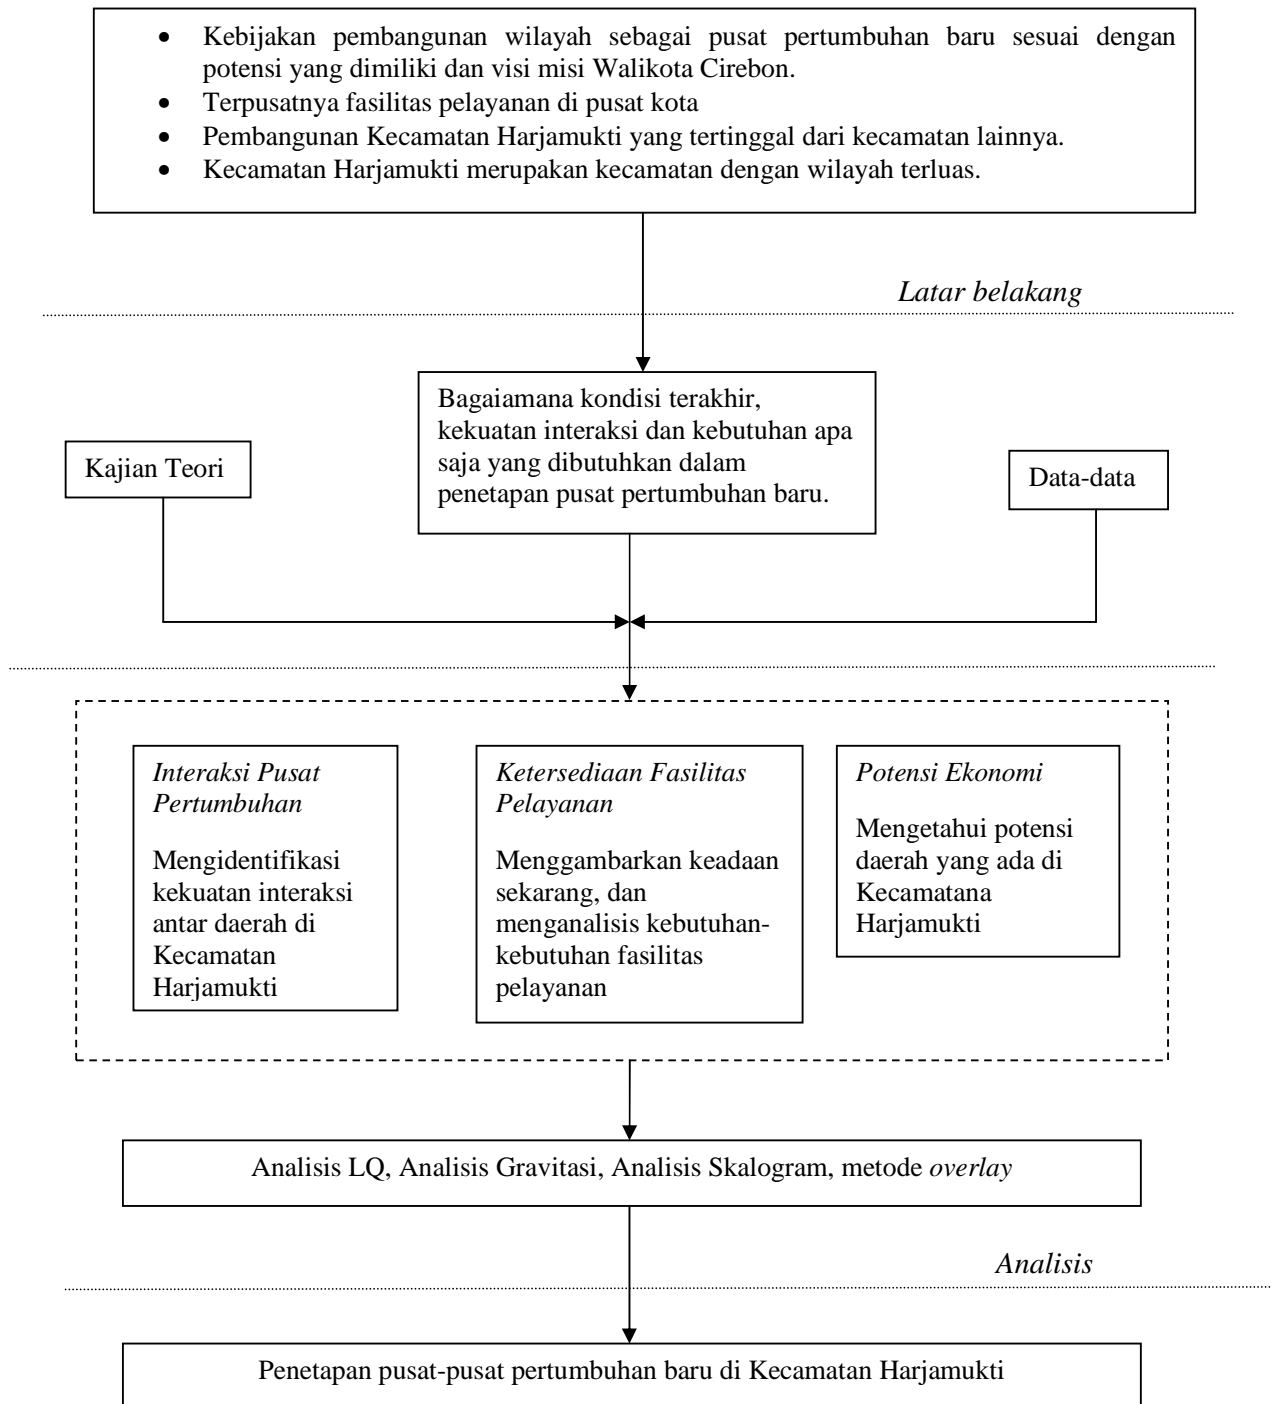 • Kebijakan pembangunan wilayah sebagai pusat pertumbuhan baru sesuai dengan
potensi yang dimiliki dan visi misi Walikota Cirebon.
• Terpusatnya fasilitas pelayanan di pusat kota
• Pembangunan Kecamatan Harjamukti yang tertinggal dari kecamatan lainnya.
• Kecamatan Harjamukti merupakan kecamatan dengan wilayah terluas.
Latar belakang
Bagaiamana kondisi terakhir,
kekuatan interaksi dan kebutuhan apa
saja yang dibutuhkan dalam
penetapan pusat pertumbuhan baru.
Kajian Teori
Data-data
Interaksi Pusat
Pertumbuhan
Mengidentifikasi
kekuatan interaksi
antar daerah di
Kecamatan
Harjamukti
Ketersediaan Fasilitas
Pelayanan
Menggambarkan keadaan
sekarang, dan
menganalisis kebutuhan-
kebutuhan fasilitas
pelayanan
Potensi Ekonomi
Mengetahui potensi
daerah yang ada di
Kecamatana
Harjamukti
Analisis LQ, Analisis Gravitasi, Analisis Skalogram, metode overlay
Analisis
Penetapan pusat-pusat pertumbuhan baru di Kecamatan Harjamukti